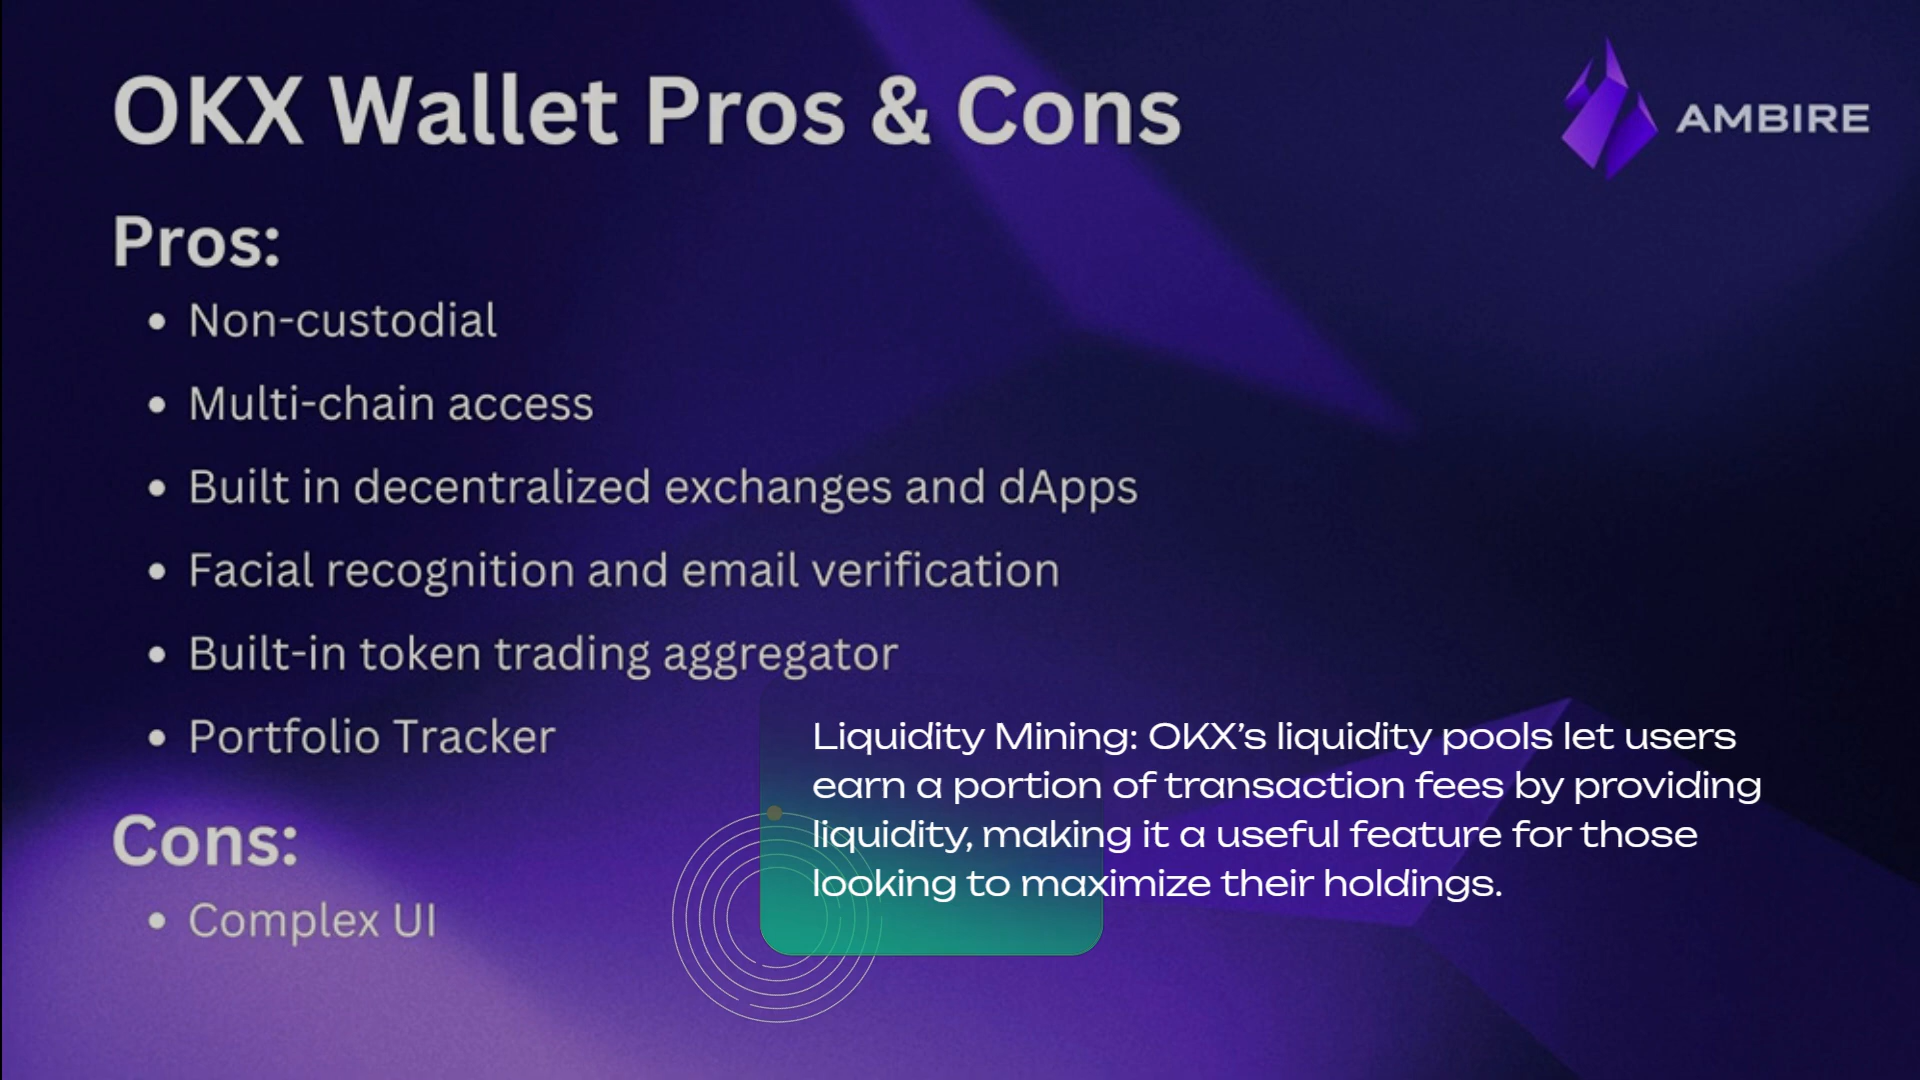 OKX Wallet Pros & Cons
AMBIRE
Pros:
• Non-custodial
• Multi-chain access
• Built in decentralized exchanges and dApps
• Facial recognition and email verification
• Built-in token trading aggregator
• Portfolio Tracker
Cons:
• Complex UI
Liquidity Mining: OKX’s liquidity pools let users
earn a portion of transaction fees by providing
liquidity, making it a useful feature for those
looking to maximize their holdings.